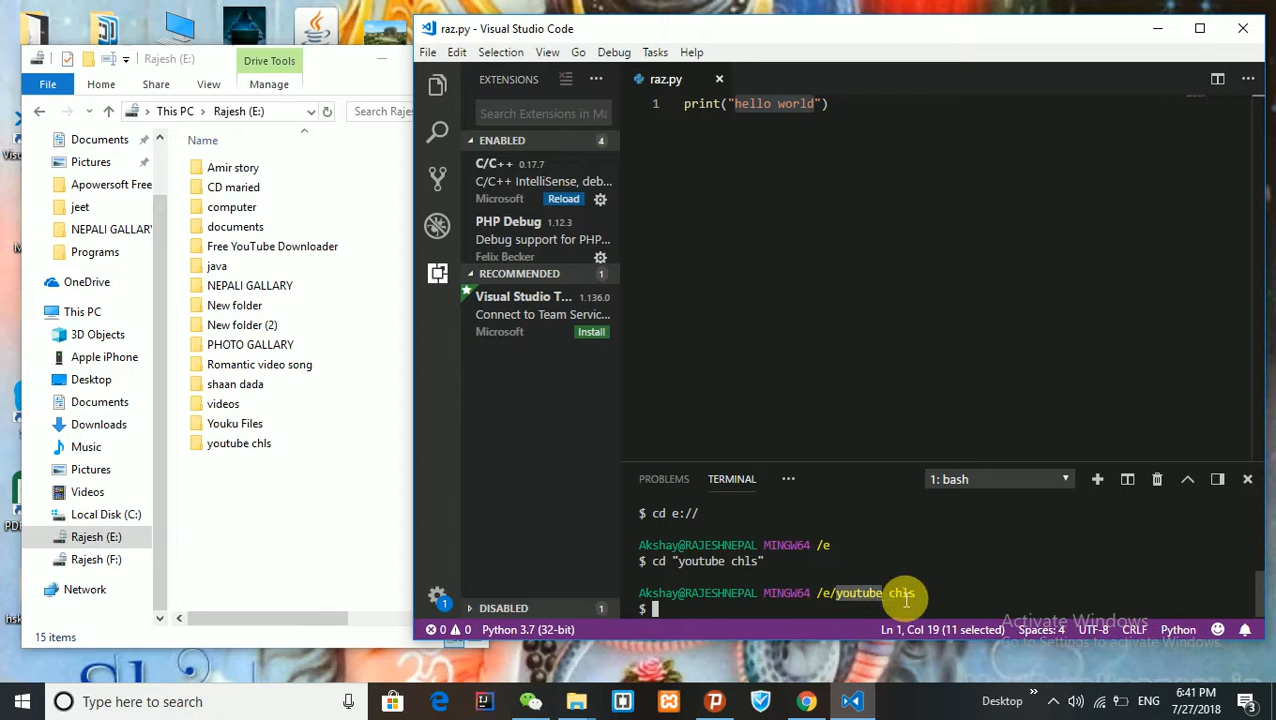 Rajesh (E:)
Drive Tools
File
Home
Share
View
Manage
This PC
Rajesh (E:)
Search Rajes
Name
Documents
Pictures
Apowersoft Free
jeet
NEPALI GALLARY
Programs
OneDrive
This PC
3D Objects
Apple iPhone
Desktop
Documents
Downloads
Music
Pictures
Videos
Local Disk (C:)
Rajesh (E:)
Rajesh (F:)
Network
Amir story
CD maried
computer
documents
Free YouTube Downloader
java
NEPALI GALLARY
New folder
New folder (2)
PHOTO GALLARY
Romantic video song
shaan dada
videos
Youku Files
youtube chls
15 items
raz.py - Visual Studio Code
File Edit Selection View Go Debug Tasks Help
EXTENSIONS
Search Extensions in Ma
ENABLED 4
C/C++ 0.17.7
C/C++ IntelliSense, deb...
Microsoft Reload
PHP Debug 1.12.3
Debug support for PHP...
Felix Becker
RECOMMENDED 1
Visual Studio T... 1.136.0
Connect to Team Servic...
Microsoft Install
DISABLED 1
1
raz.py
1 print("hello world")
PROBLEMS TERMINAL 1: bash
$ cd e://
Akshay@RAJESHNEPAL MINGW64 /e
$ cd "youtube chls"
Akshay@RAJESHNEPAL MINGW64 /e/youtube chls
$
Activate Windows
Go to Settings to activate Windows.
0 0 Python 3.7 (32-bit) Ln 1, Col 19 (11 selected) Spaces: 4 UTF-8 CRLF Python
Type here to search
Desktop
ENG
6:41 PM
7/27/2018
3